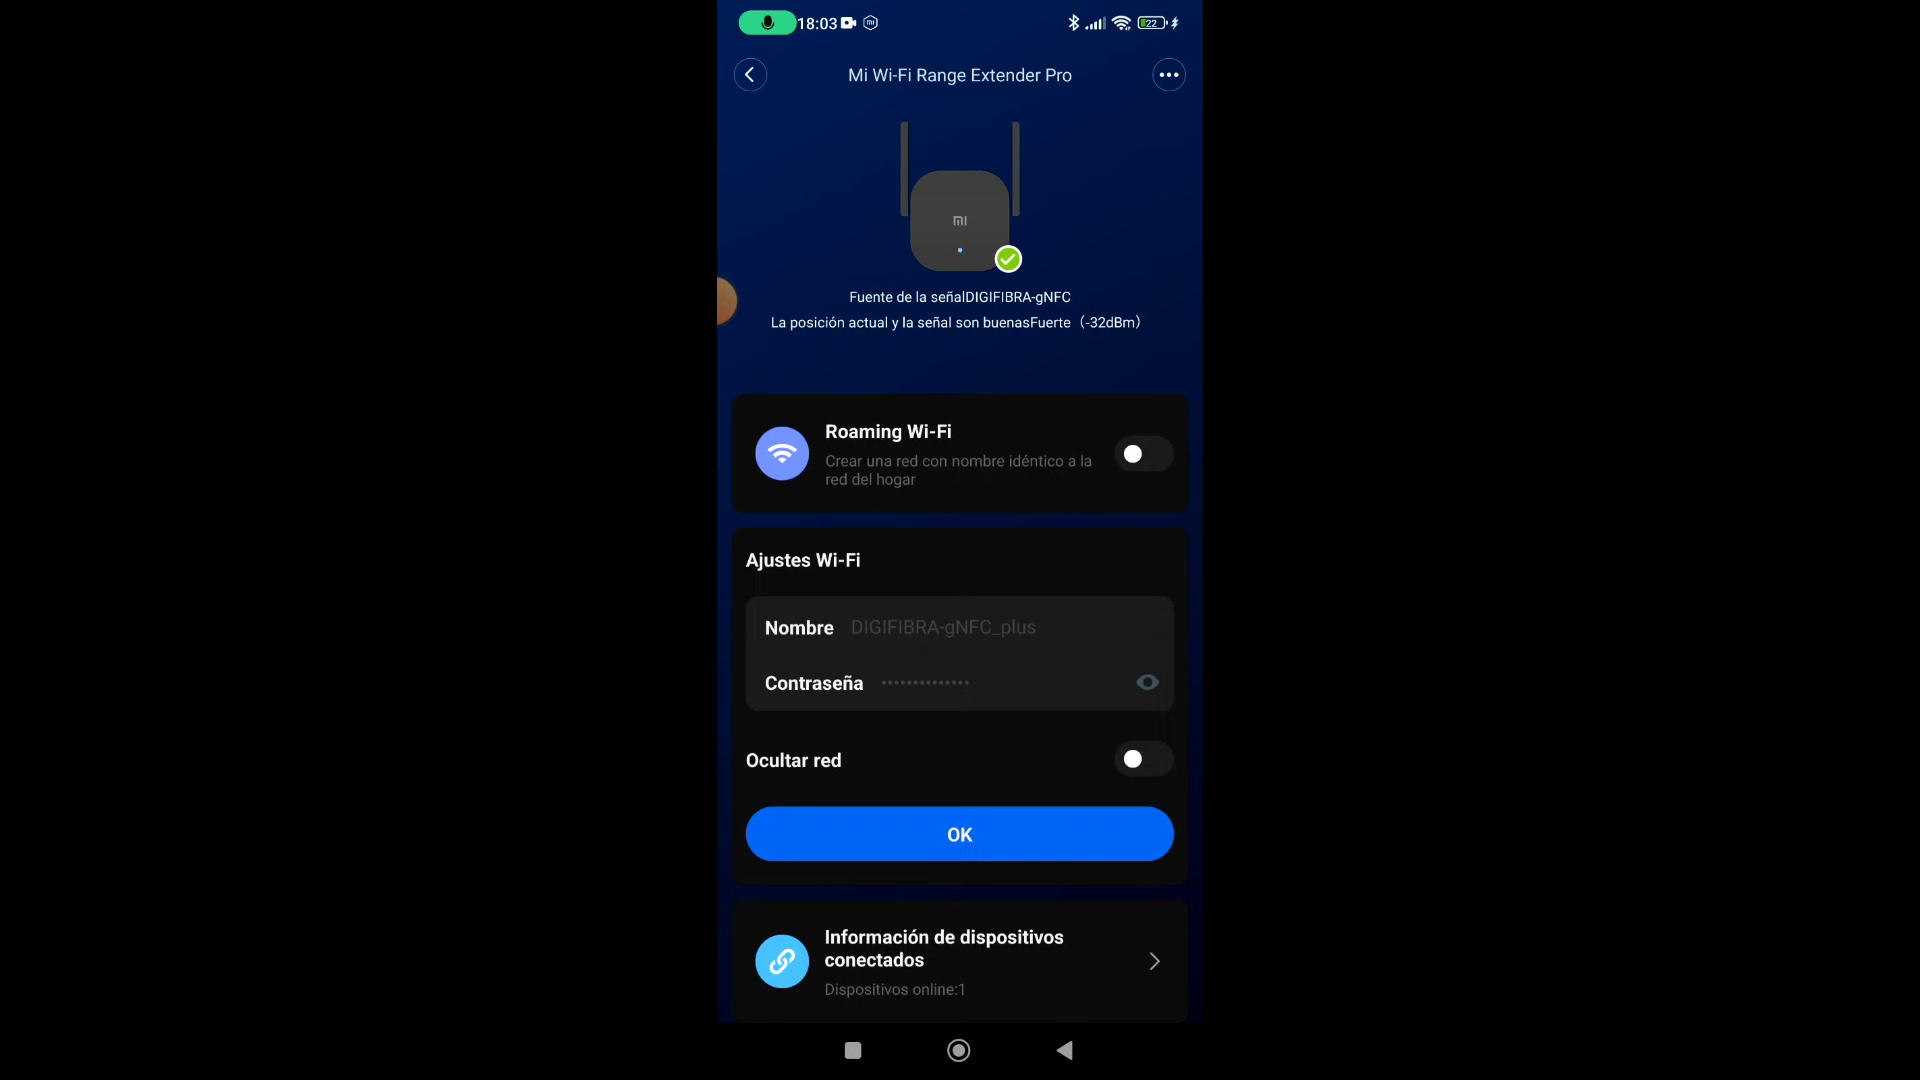 18:03
22
Mi Wi-Fi Range Extender Pro
mi
Fuente de la señalDIGIFIBRA-gNFC
La posición actual y la señal son buenasFuerte（-32dBm）
Roaming Wi-Fi
Crear una red con nombre idéntico a la
red del hogar
Ajustes Wi-Fi
Nombre DIGIFIBRA-gNFC_plus
Contraseña ••••••••••••••
Ocultar red
OK
Información de dispositivos
conectados
Dispositivos online:1